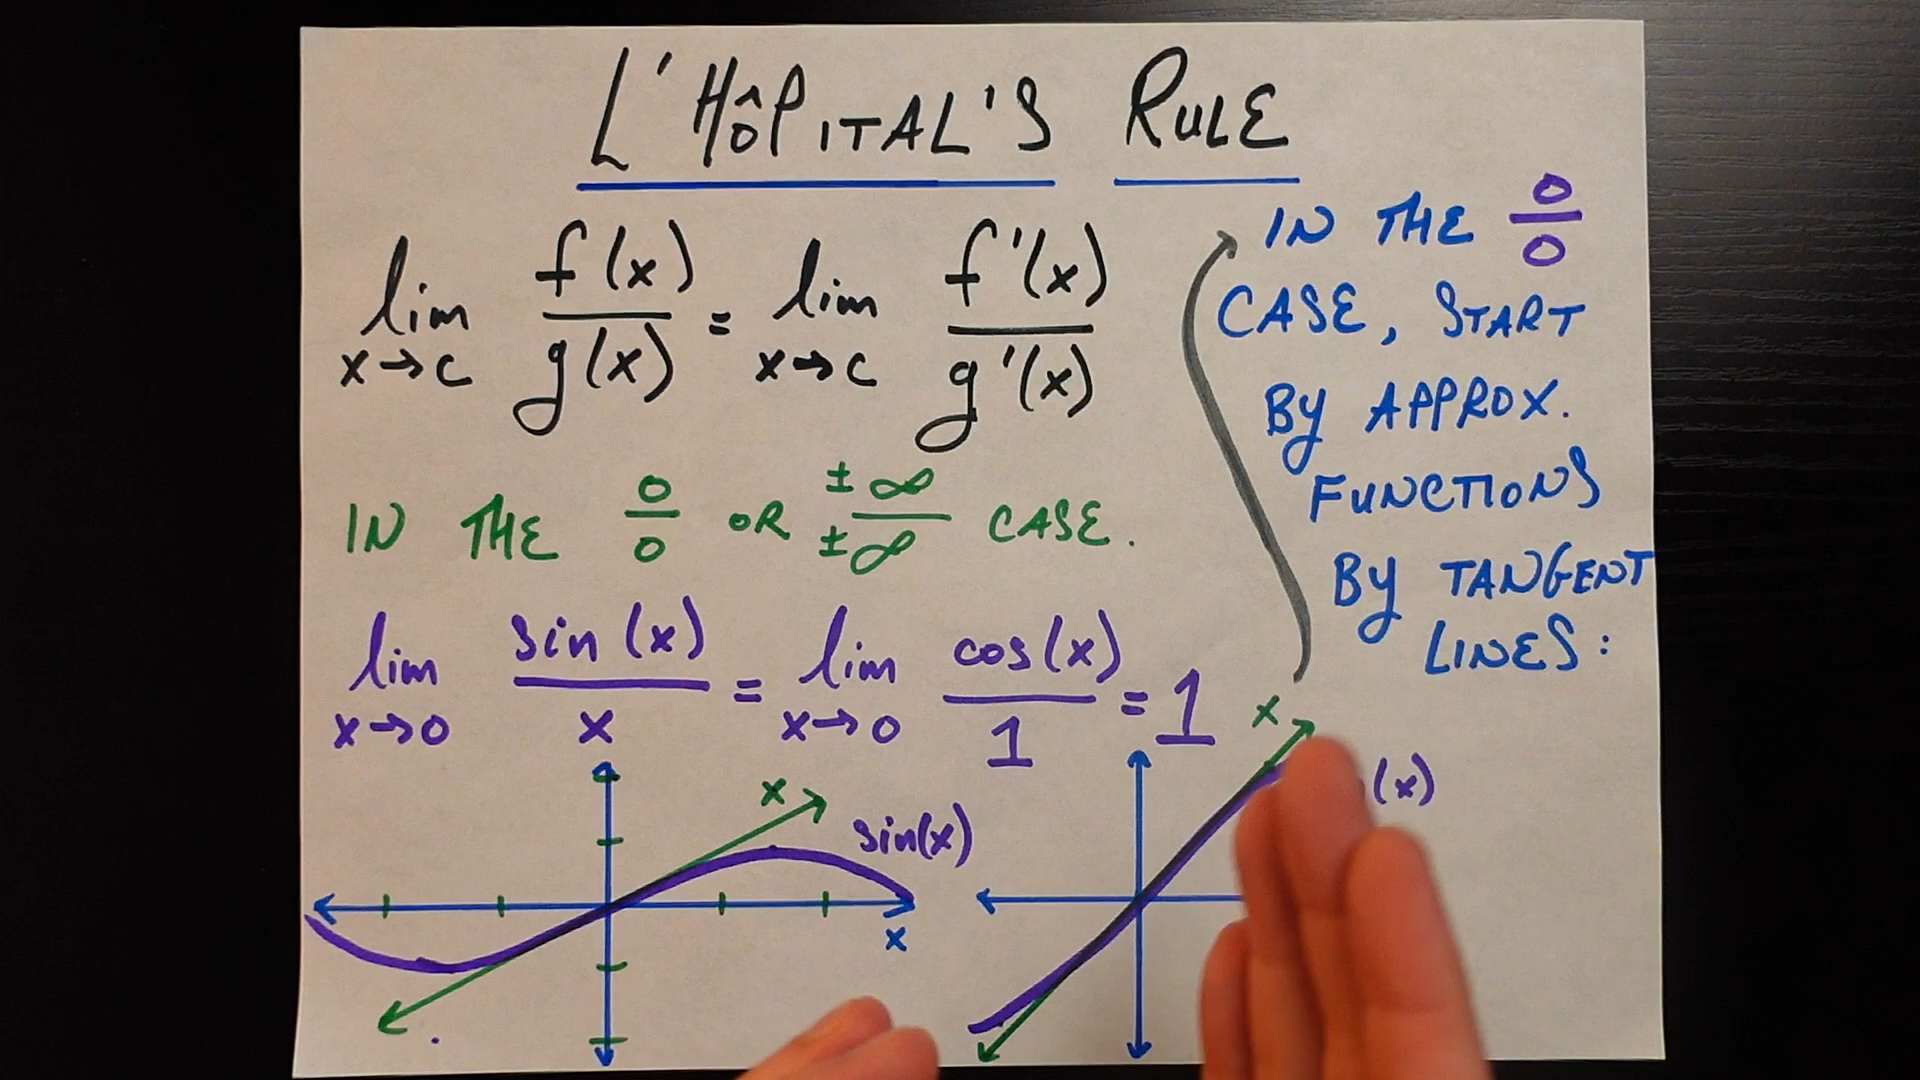 L'HôPITAL'S RULE
lim x→c f(x)/g(x) = lim x→c f'(x)/g'(x)
IN THE 0/0 OR ±∞/±∞ CASE.
lim x→0 sin(x)/x = lim x→0 cos(x)/1 = 1
IN THE 0/0
CASE, START
BY APPROX.
FUNCTIONS
BY TANGENT
LINES:
x
sin(x)
x
x
(x)